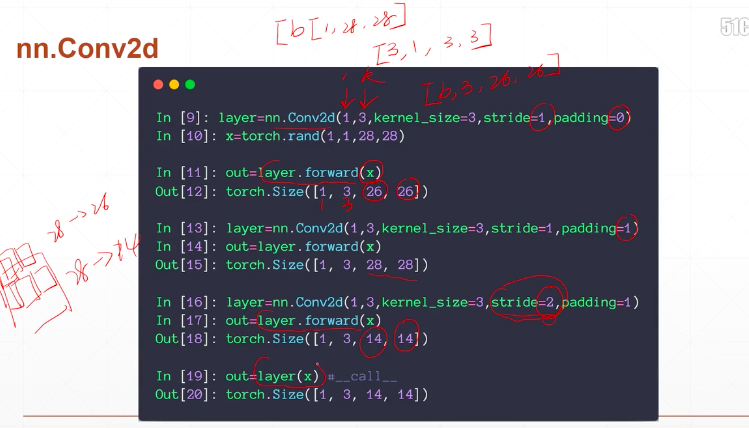 [b[1, 28, 28]
51C
nn.Conv2d
[3, 1, 3, 3]
[b, 3, 26, 26]
In [9]: layer=nn.Conv2d(1,3,kernel_size=3,stride=1,padding=0)
In [10]: x=torch.rand(1,1,28,28)
In [11]: out=layer.forward(x)
Out[12]: torch.Size([1, 3, 26, 26])
1 3
28 → 26
In [13]: layer=nn.Conv2d(1,3,kernel_size=3,stride=1,padding=1)
In [14]: out=layer.forward(x)
Out[15]: torch.Size([1, 3, 28, 28])
28 → 14
In [16]: layer=nn.Conv2d(1,3,kernel_size=3,stride=2,padding=1)
In [17]: out=layer.forward(x)
Out[18]: torch.Size([1, 3, 14, 14])
In [19]: out=layer(x) #__call__
Out[20]: torch.Size([1, 3, 14, 14])